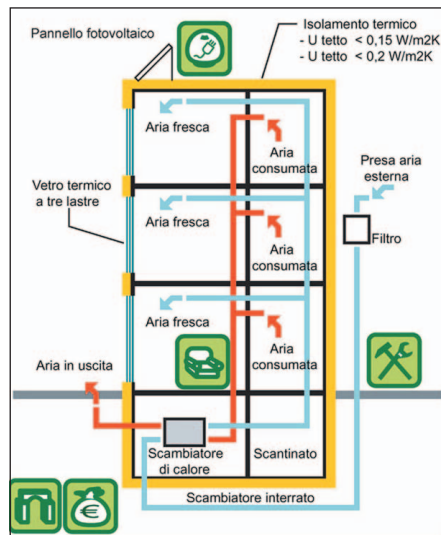 Pannello fotovoltaico
Isolamento termico
- U tetto < 0,15 W/m2K
- U tetto < 0,2 W/m2K
Aria fresca
Aria
consumata
Presa aria
esterna
Vetro termico
a tre lastre
Aria fresca
Aria
consumata
Filtro
Aria fresca
Aria
consumata
Aria in uscita
Scambiatore
di calore
Scantinato
Scambiatore interrato
€